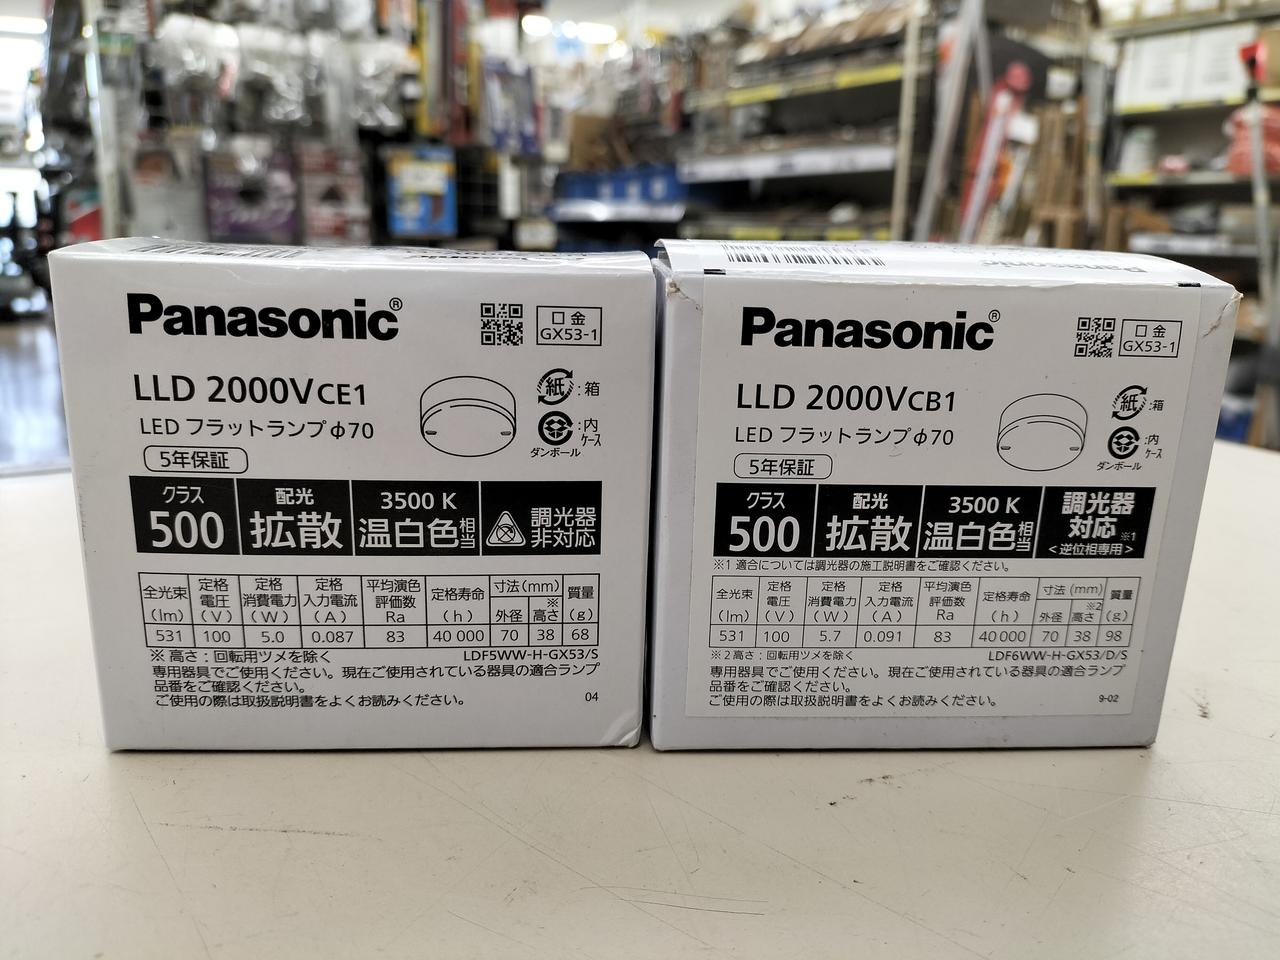 Panasonic®
口金
GX53-1
LLD 2000VCE1
紙:箱
LED フラットランプφ70
:内ケース
ダンボール
5年保証
クラス
500
配光
拡散
3500 K
温白色相当
調光器
非対応
全光束(lm) 定格電圧(V) 定格消費電力(W) 定格入力電流(A) 平均演色評価数Ra 定格寿命(h) 寸法(mm) 外径 高さ※ 質量(g)
531 100 5.0 0.087 83 40 000 70 38 68
※ 高さ:回転用ツメを除く
LDF5WW-H-GX53/S
専用器具でご使用ください。現在ご使用されている器具の適合ランプ
品番をご確認ください。
ご使用の際は取扱説明書をよくお読みください。
04
Panasonic
Panasonic®
口金
GX53-1
LLD 2000VCB1
紙:箱
LED フラットランプφ70
:内ケース
ダンボール
5年保証
クラス
500
配光
拡散
3500 K
温白色相当
調光器
対応※1
<逆位相専用>
※1 適合については調光器の施工説明書をご確認ください。
全光束(lm) 定格電圧(V) 定格消費電力(W) 定格入力電流(A) 平均演色評価数Ra 定格寿命(h) 寸法(mm) 外径 高さ※2 質量(g)
531 100 5.7 0.091 83 40 000 70 38 98
※2 高さ:回転用ツメを除く
LDF6WW-H-GX53/D/S
専用器具でご使用ください。現在ご使用されている器具の適合ランプ
品番をご確認ください。
ご使用の際は取扱説明書をよくお読みください。
9-02